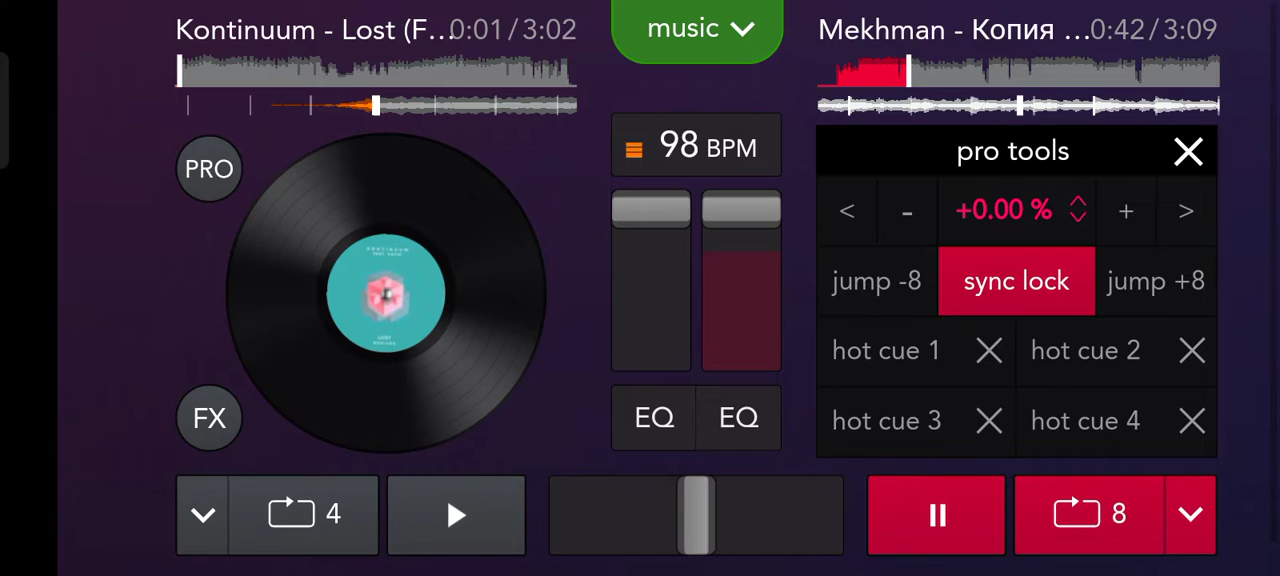 Kontinuum - Lost (F... 0:01/3:02
music
Mekhman - Копия ... 0:42/3:09
98 BPM
PRO
pro tools
< - +0.00 % + >
jump -8 sync lock jump +8
hot cue 1 hot cue 2
FX
EQ EQ
hot cue 3 hot cue 4
4
8